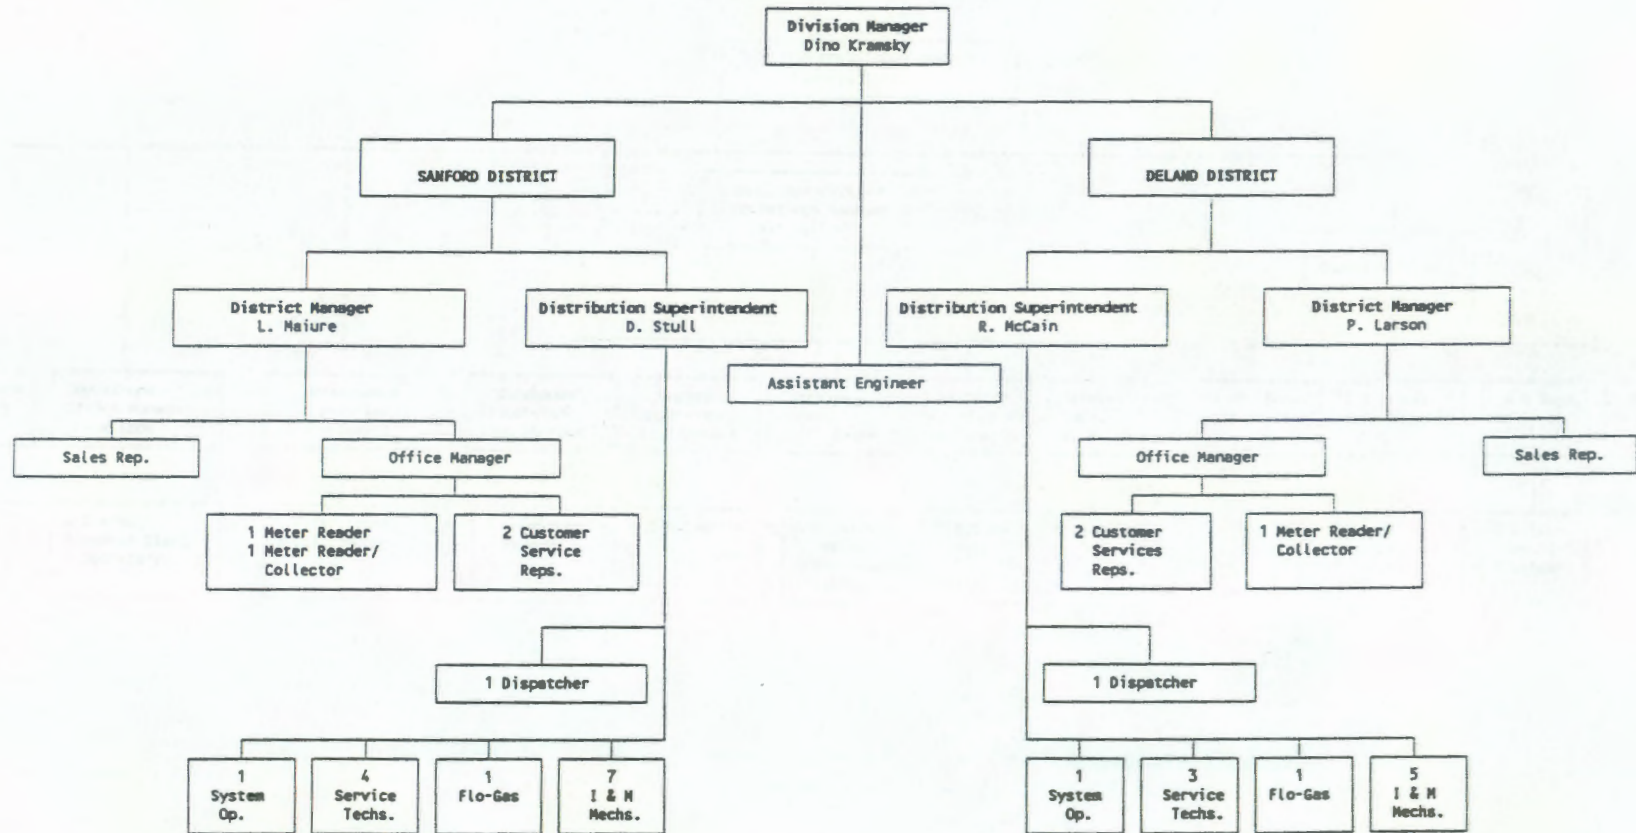 Division Manager
Dino Kramsky
SANFORD DISTRICT
DELAND DISTRICT
District Manager
L. Maiure
Distribution Superintendent
D. Stull
Distribution Superintendent
R. McCain
District Manager
P. Larson
Assistant Engineer
Sales Rep.
Office Manager
Office Manager
Sales Rep.
1 Meter Reader
1 Meter Reader/
Collector
2 Customer
Service
Reps.
2 Customer
Services
Reps.
1 Meter Reader/
Collector
1 Dispatcher
1 Dispatcher
1
System
Op.
4
Service
Techs.
1
Flo-Gas
7
I & M
Mechs.
1
System
Op.
3
Service
Techs.
1
Flo-Gas
5
I & M
Mechs.